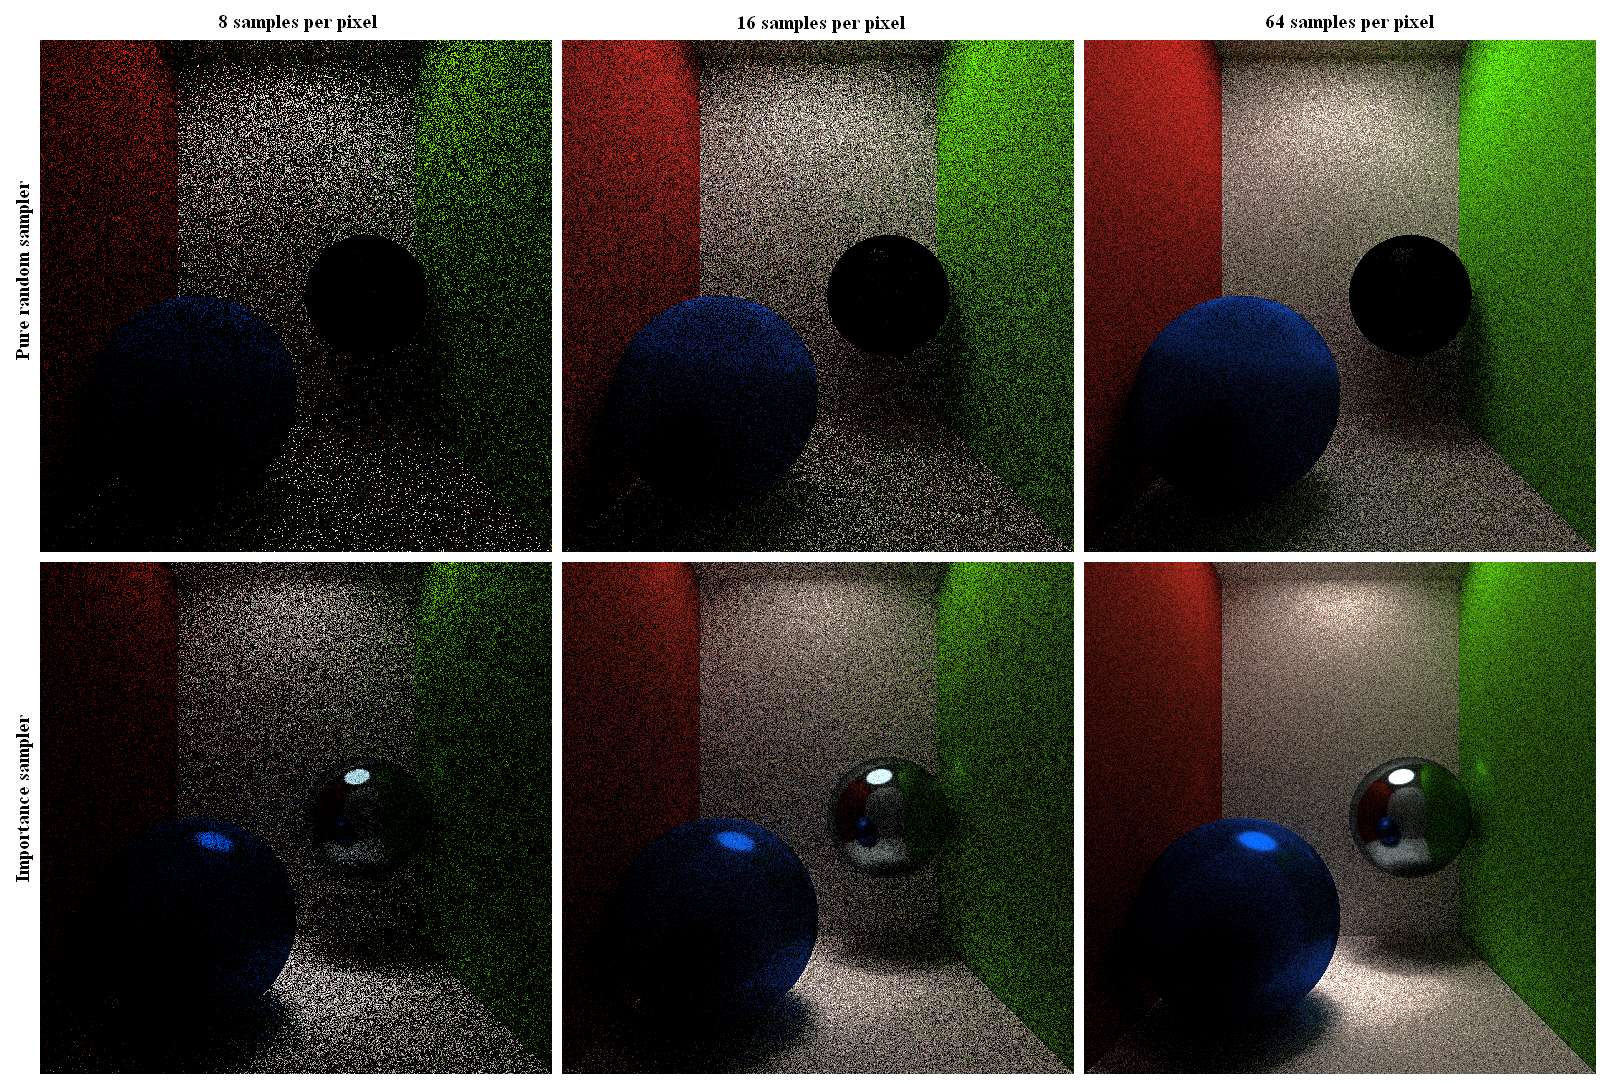 8 samples per pixel
16 samples per pixel
64 samples per pixel
Pure random sampler
Importance sampler